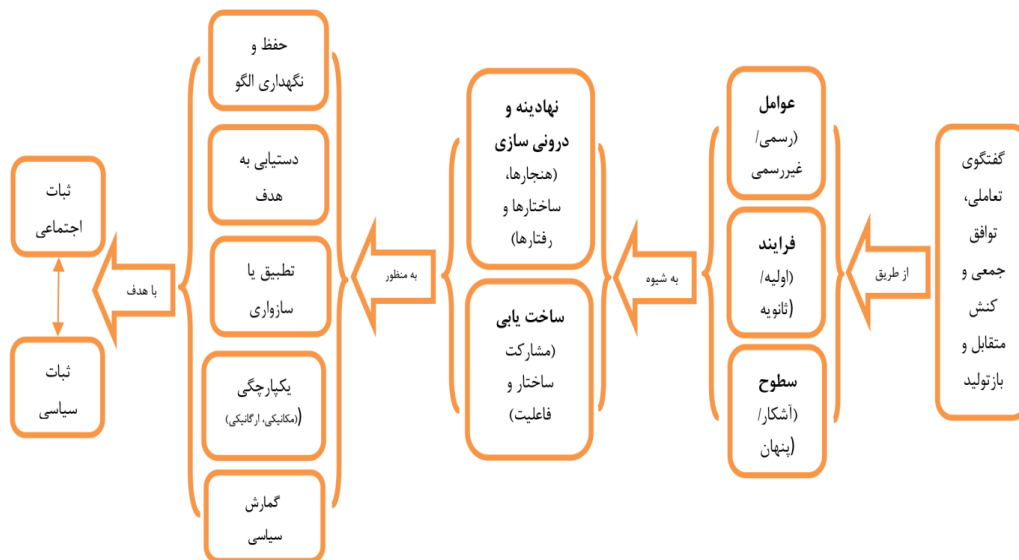 گفتگوی
تعاملی،
توافق
جمعی و
کنش
متقابل و
بازتولید
از طریق
عوامل
(رسمی/
غیررسمی
فرایند
(اولیه/
ثانویه)
سطوح
(آشکار/
پنهان)
به شیوه
نهادینه و
درونی سازی
(هنجارها،
ساختارها و
رفتارها)
ساخت یابی
(مشارکت
ساختار و
فعالیت)
به منظور
حفظ و
نگهداری الگو
دستیابی به
هدف
تطبیق یا
سازواری
یکپارچگی
(مکانیکی، ارگانیکی)
گمارش
سیاسی
با هدف
ثبات
اجتماعی
ثبات
سیاسی